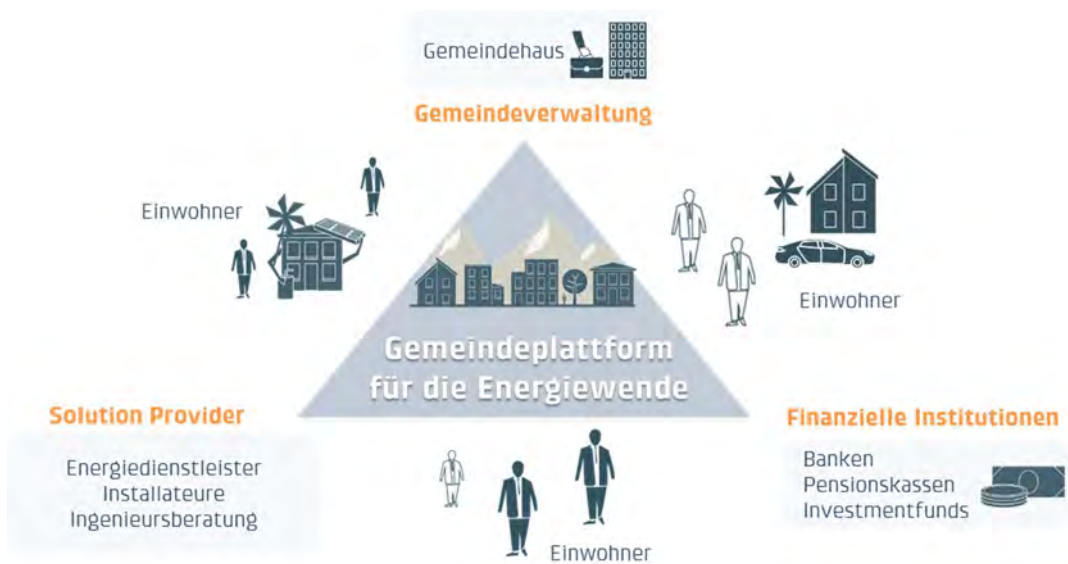 Gemeindehaus
Gemeindeverwaltung
Einwohner
Einwohner
Gemeindeplattform
für die Energiewende
Solution Provider
Energiedienstleister
Installateure
Ingenieursberatung
Finanzielle Institutionen
Banken
Pensionskassen
Investmentfunds
Einwohner